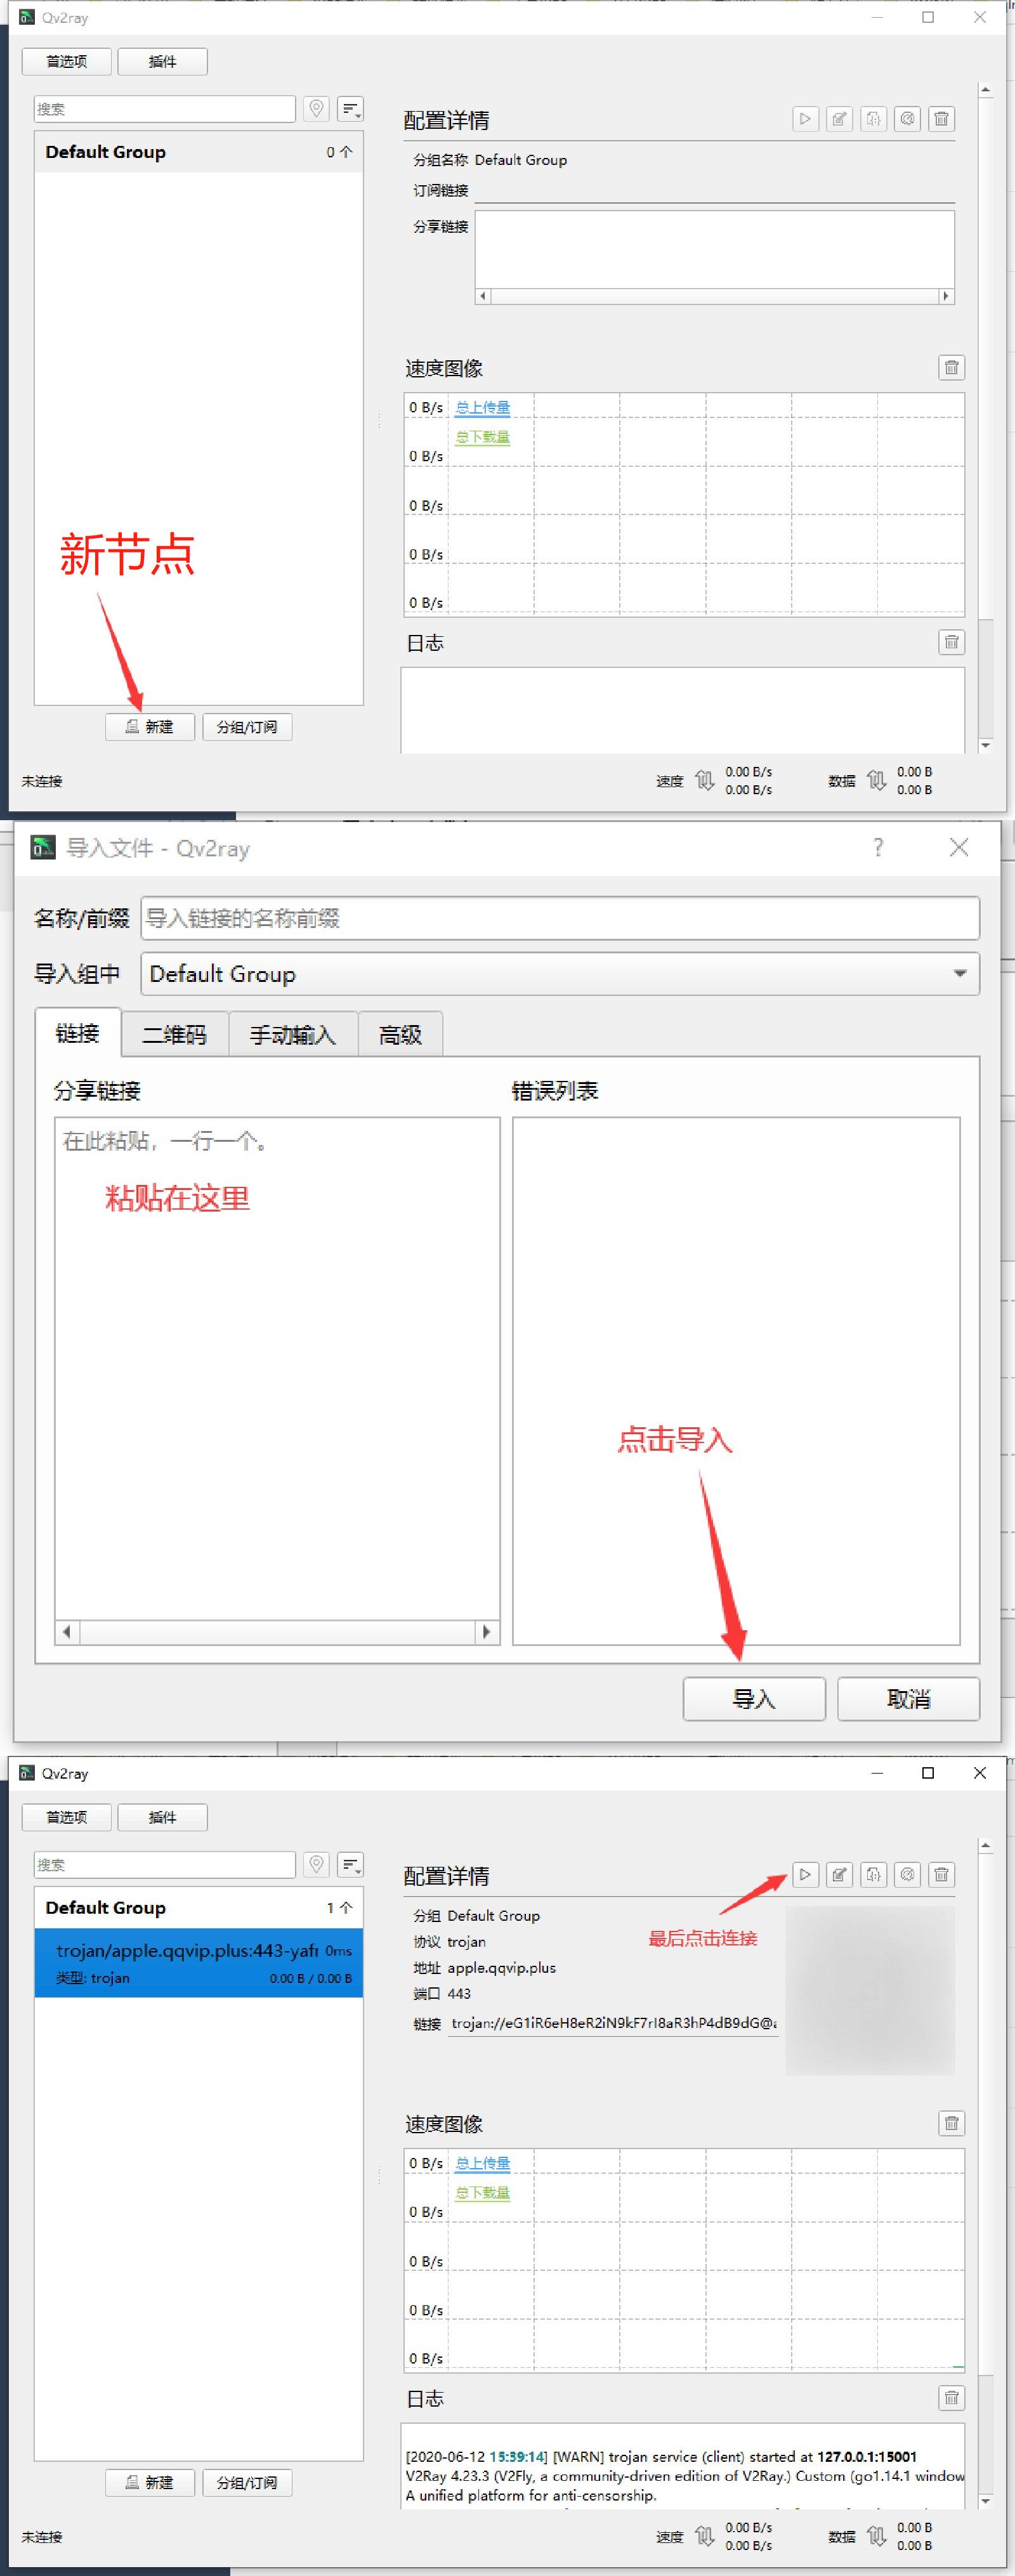 Qv2ray
首选项
插件
搜索
Default Group
0 个
配置详情
分组名称 Default Group
订阅链接
分享链接
速度图像
0 B/s 总上传量
总下载量
0 B/s
0 B/s
0 B/s
0 B/s
新节点
日志
新建
分组/订阅
未连接
速度
0.00 B/s
0.00 B/s
数据
0.00 B
0.00 B
导入文件 - Qv2ray
?
名称/前缀
导入链接的名称前缀
导入组中
Default Group
链接
二维码
手动输入
高级
分享链接
错误列表
在此粘贴，一行一个。
粘贴在这里
点击导入
导入
取消
Qv2ray
首选项
插件
搜索
Default Group
1 个
trojan/apple.qqvip.plus:443-yafr 0ms
类型: trojan
0.00 B / 0.00 B
配置详情
最后点击连接
分组 Default Group
协议 trojan
地址 apple.qqvip.plus
端口 443
链接 trojan://eG1iR6eH8eR2iN9kF7rI8aR3hP4dB9dG@a
速度图像
0 B/s 总上传量
总下载量
0 B/s
0 B/s
0 B/s
0 B/s
日志
[2020-06-12 15:39:14] [WARN] trojan service (client) started at 127.0.0.1:15001
V2Ray 4.23.3 (V2Fly, a community-driven edition of V2Ray.) Custom (go1.14.1 window
A unified platform for anti-censorship.
新建
分组/订阅
未连接
速度
0.00 B/s
0.00 B/s
数据
0.00 B
0.00 B